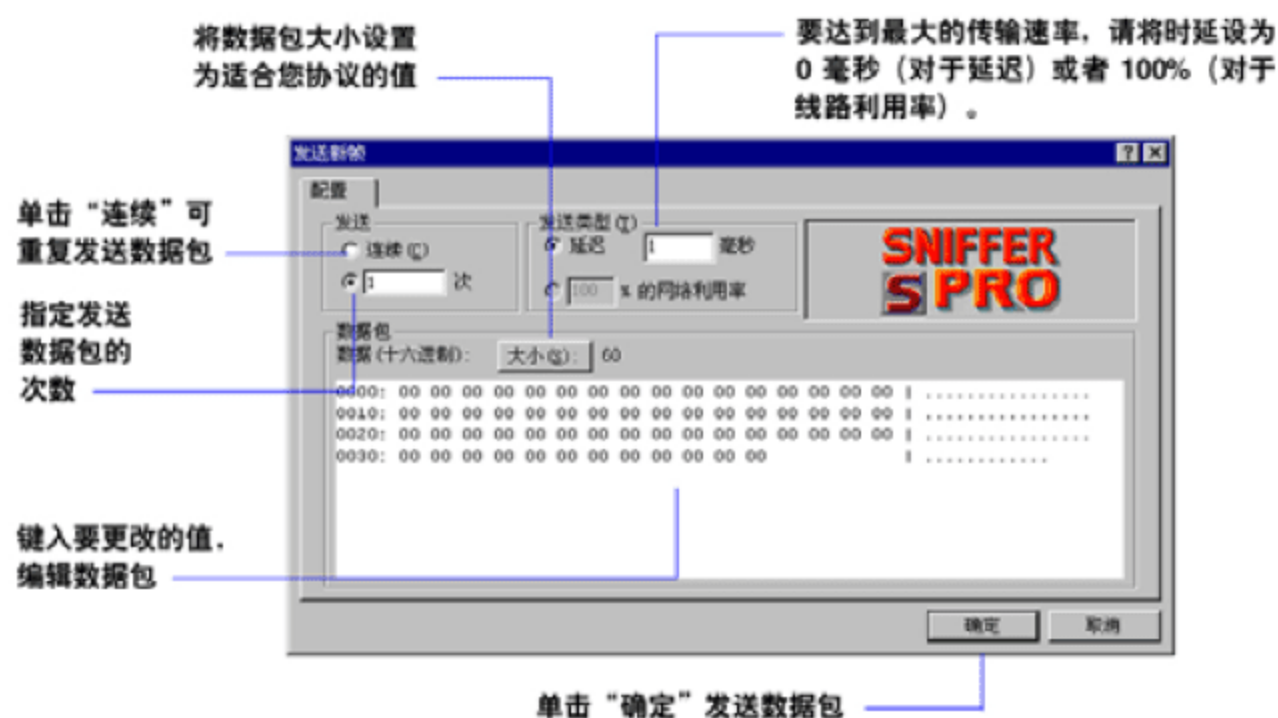 将数据包大小设置
为适合您协议的值
要达到最大的传输速率，请将时延设为
0 毫秒（对于延迟）或者 100%（对于
线路利用率）。
发送新帧
配置
单击“连续”可
重复发送数据包
发送
连续(C)
1 次
发送类型(T)
延迟 1 毫秒
100 % 的网络利用率
SNIFFER
S PRO
指定发送
数据包的
次数
数据包
数据(十六进制): 大小(S): 60
0000: 00 00 00 00 00 00 00 00 00 00 00 00 00 00 00 00 | ................
0010: 00 00 00 00 00 00 00 00 00 00 00 00 00 00 00 00 | ................
0020: 00 00 00 00 00 00 00 00 00 00 00 00 00 00 00 00 | ................
0030: 00 00 00 00 00 00 00 00 00 00 00 00 | ............
键入要更改的值，
编辑数据包
确定 取消
单击“确定”发送数据包